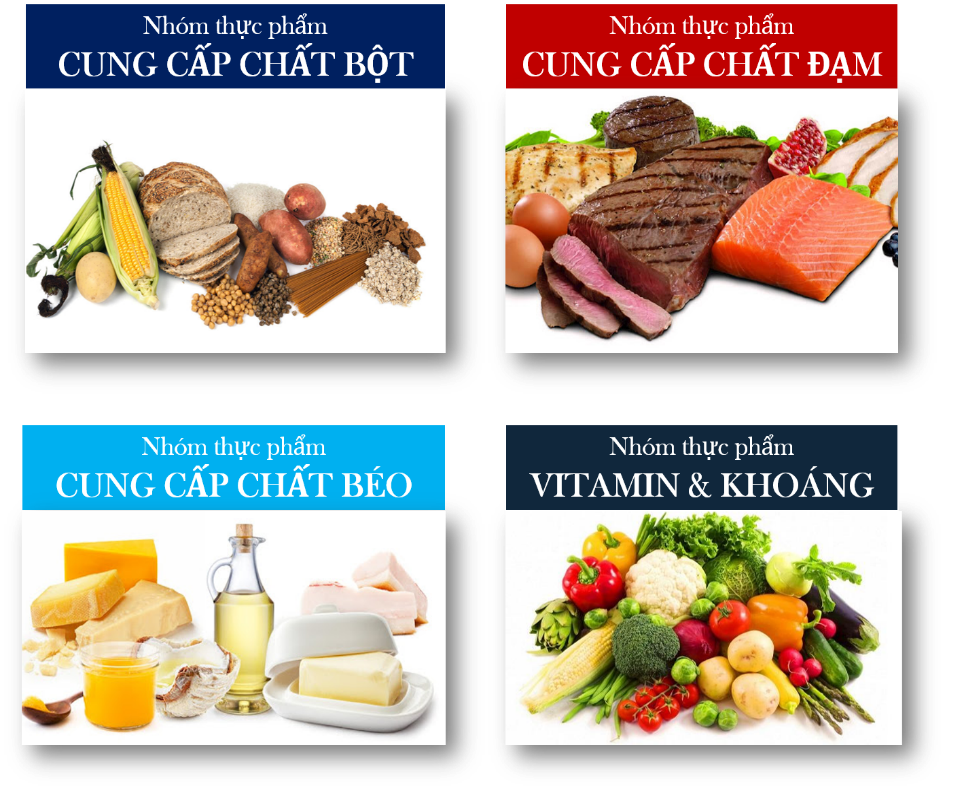 Nhóm thực phẩm
CUNG CẤP CHẤT BỘT
Nhóm thực phẩm
CUNG CẤP CHẤT ĐẠM
Nhóm thực phẩm
CUNG CẤP CHẤT BÉO
Nhóm thực phẩm
VITAMIN & KHOÁNG